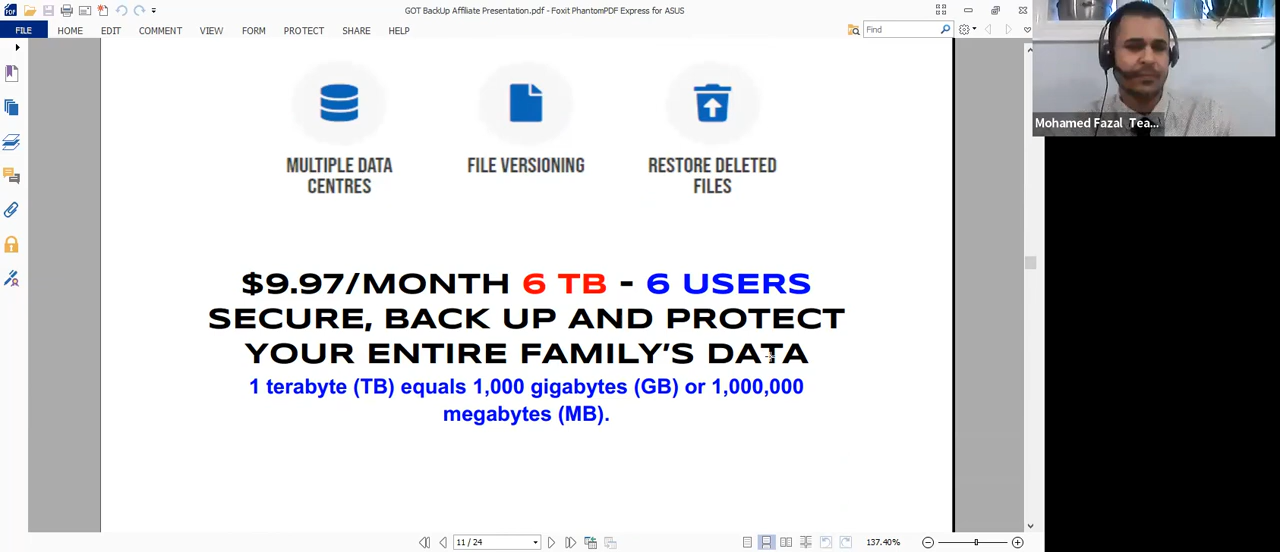 GOT BackUp Affiliate Presentation.pdf - Foxit PhantomPDF Express for ASUS
FILE HOME EDIT COMMENT VIEW FORM PROTECT SHARE HELP
Find
Mohamed Fazal Tea...
MULTIPLE DATA CENTRES
FILE VERSIONING
RESTORE DELETED FILES
$9.97/MONTH 6 TB - 6 USERS
SECURE, BACK UP AND PROTECT
YOUR ENTIRE FAMILY'S DATA
1 terabyte (TB) equals 1,000 gigabytes (GB) or 1,000,000
megabytes (MB).
11 / 24
137.40%